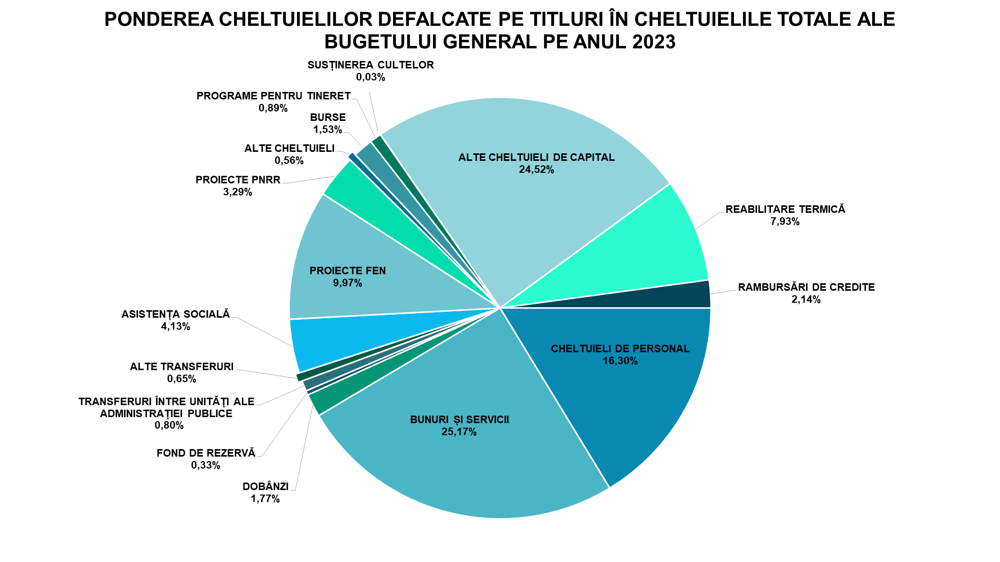 PONDEREA CHELTUIELILOR DEFALCATE PE TITLURI ÎN CHELTUIELILE TOTALE ALE
BUGETULUI GENERAL PE ANUL 2023
SUSȚINEREA CULTELOR
0,03%
PROGRAME PENTRU TINERET
0,89%
BURSE
1,53%
ALTE CHELTUIELI
0,56%
PROIECTE PNRR
3,29%
ALTE CHELTUIELI DE CAPITAL
24,52%
REABILITARE TERMICĂ
7,93%
PROIECTE FEN
9,97%
RAMBURSĂRI DE CREDITE
2,14%
ASISTENȚA SOCIALĂ
4,13%
CHELTUIELI DE PERSONAL
16,30%
ALTE TRANSFERURI
0,65%
TRANSFERURI ÎNTRE UNITĂȚI ALE
ADMINISTRAȚIEI PUBLICE
0,80%
BUNURI ȘI SERVICII
25,17%
FOND DE REZERVĂ
0,33%
DOBÂNZI
1,77%